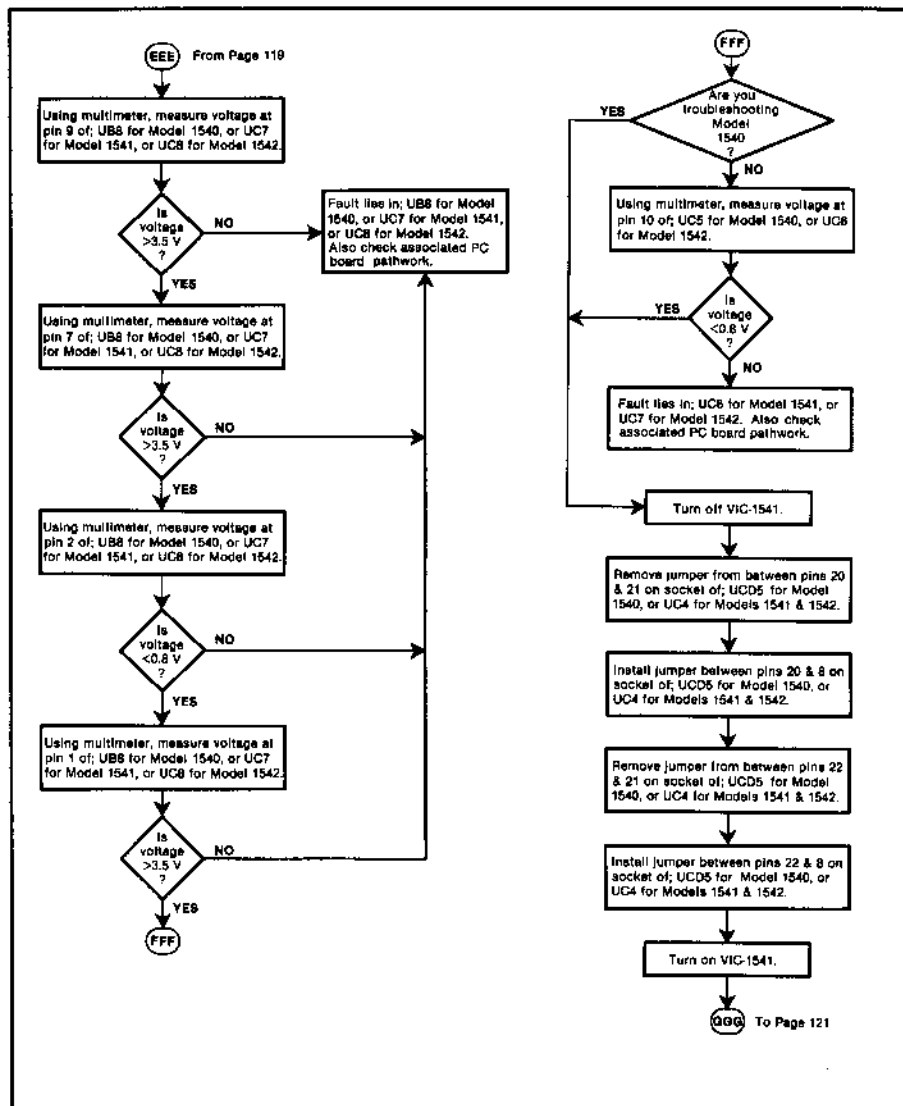 EEE From Page 119
Using multimeter, measure voltage at
pin 9 of; UB8 for Model 1540, or UC7
for Model 1541, or UC8 for Model 1542.
Is
voltage
>3.5 V
?
NO
YES
Fault lies in; UB8 for Model
1540, or UC7 for Model 1541,
or UC8 for Model 1542.
Also check associated PC
board pathwork.
Using multimeter, measure voltage at
pin 7 of; UB8 for Model 1540, or UC7
for Model 1541, or UC8 for Model 1542.
Is
voltage
>3.5 V
?
NO
YES
Using multimeter, measure voltage at
pin 2 of; UB8 for Model 1540, or UC7
for Model 1541, or UC8 for Model 1542.
Is
voltage
<0.8 V
?
NO
YES
Using multimeter, measure voltage at
pin 1 of; UB8 for Model 1540, or UC7
for Model 1541, or UC8 for Model 1542.
Is
voltage
>3.5 V
?
NO
YES
FFF
FFF
Are you
troubleshooting
Model
1540
?
YES
NO
Using multimeter, measure voltage at
pin 10 of; UC5 for Model 1540, or UC6
for Model 1542.
Is
voltage
<0.8 V
?
YES
NO
Fault lies in; UC6 for Model 1541, or
UC7 for Model 1542. Also check
associated PC board pathwork.
Turn off VIC-1541.
Remove jumper from between pins 20
& 21 on socket of; UCD5 for Model
1540, or UC4 for Models 1541 & 1542.
Install jumper between pins 20 & 8 on
socket of; UCD5 for Model 1540, or
UC4 for Models 1541 & 1542.
Remove jumper from between pins 22
& 21 on socket of; UCD5 for Model
1540, or UC4 for Models 1541 & 1542.
Install jumper between pins 22 & 8 on
socket of; UCD5 for Model 1540, or
UC4 for Models 1541 & 1542.
Turn on VIC-1541.
GGG To Page 121